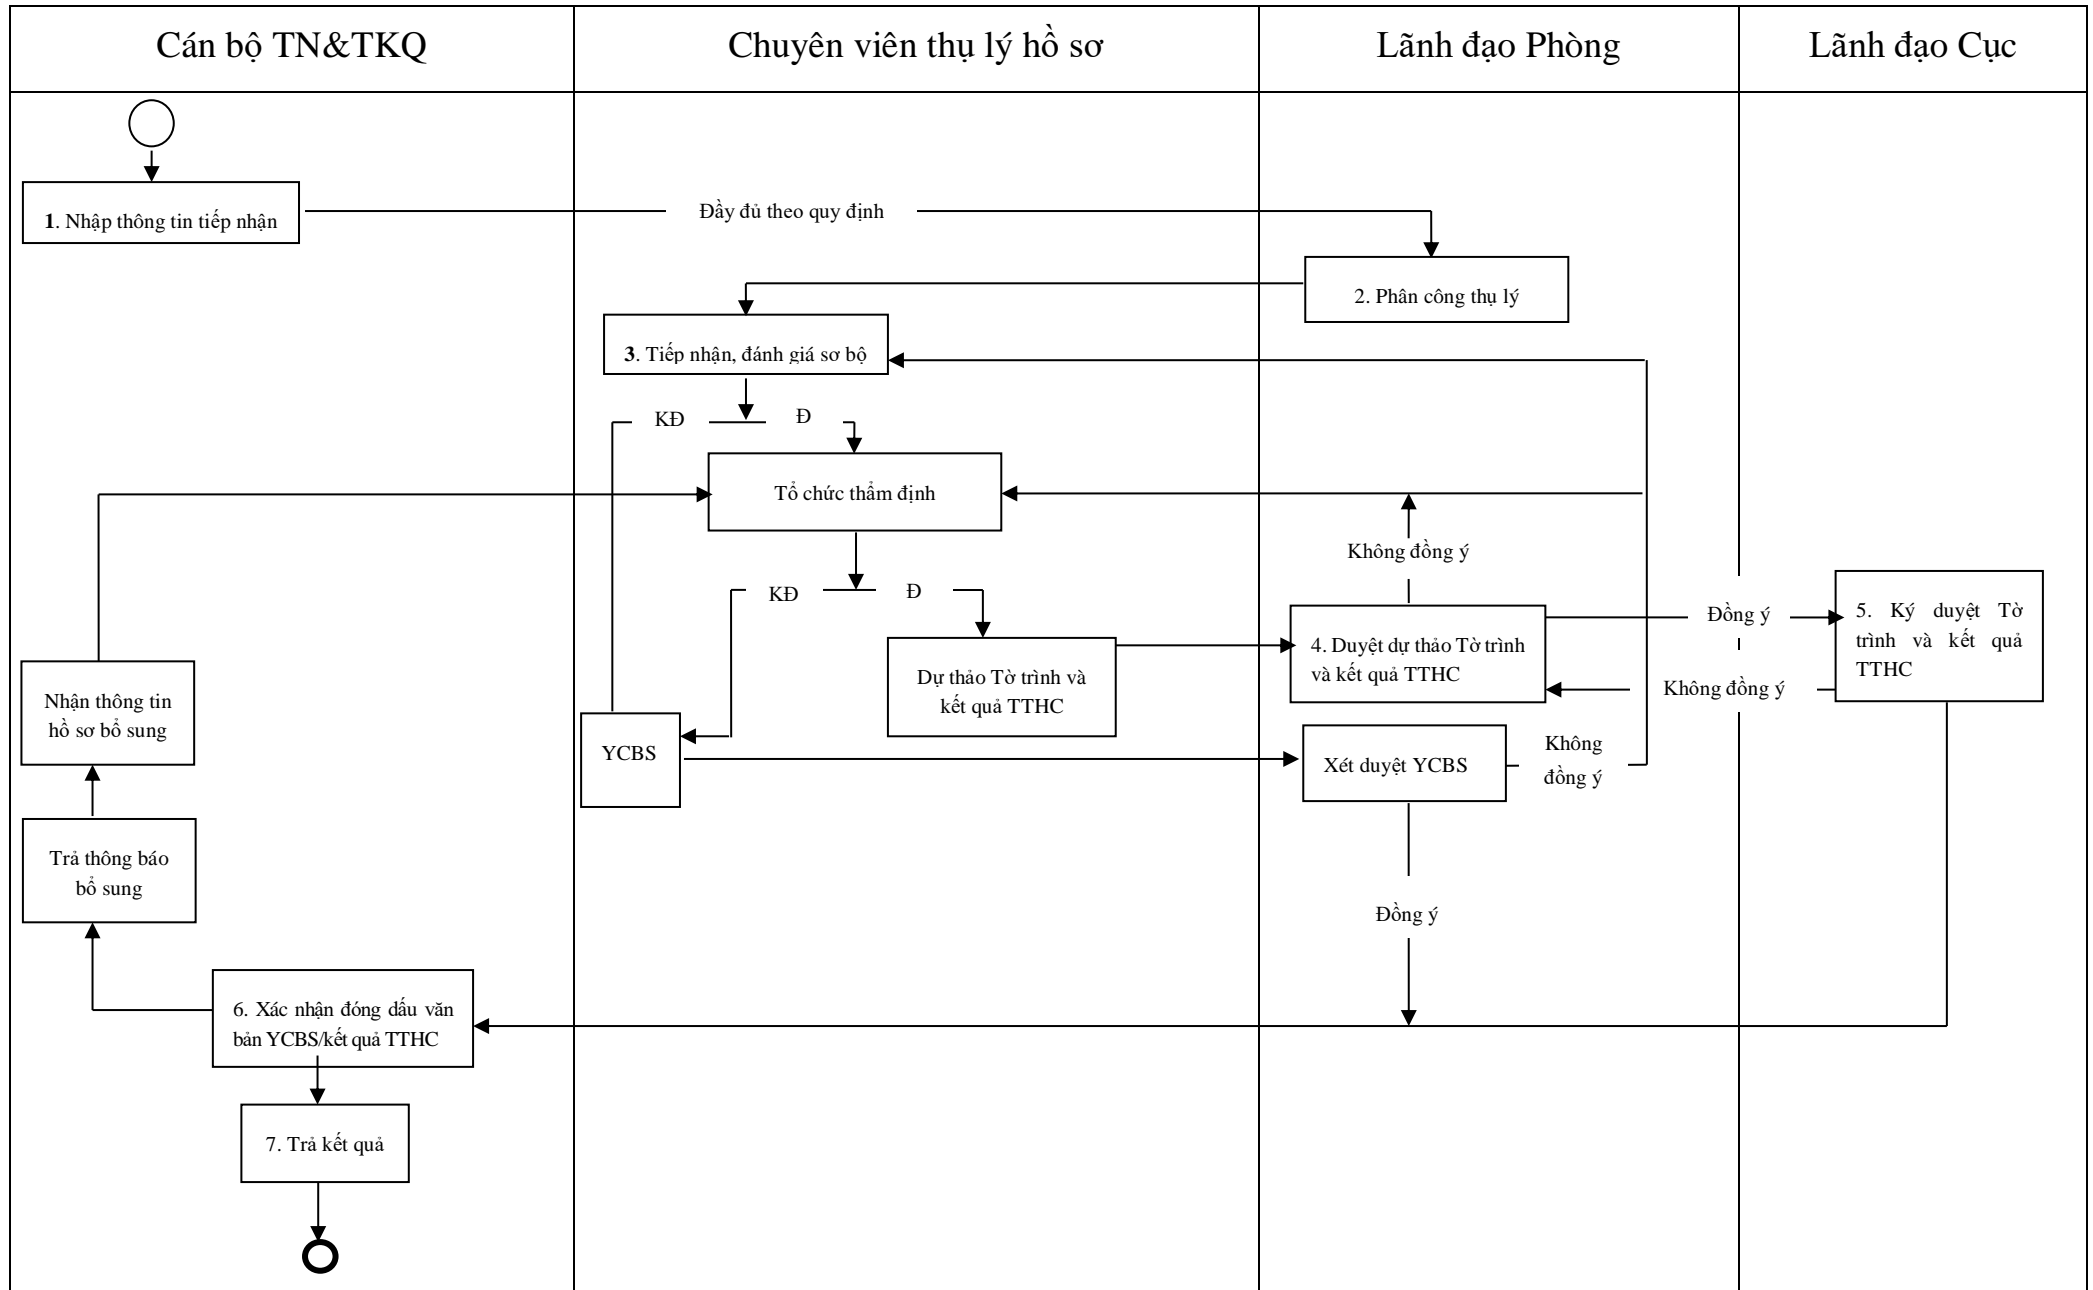 Cán bộ TN&TKQ
Chuyên viên thụ lý hồ sơ
Lãnh đạo Phòng
Lãnh đạo Cục
1. Nhập thông tin tiếp nhận
Đầy đủ theo quy định
2. Phân công thụ lý
3. Tiếp nhận, đánh giá sơ bộ
KĐ
Đ
Tổ chức thẩm định
Không đồng ý
KĐ
Đ
Đồng ý
5. Ký duyệt Tờ
trình và kết quả
TTHC
4. Duyệt dự thảo Tờ trình
và kết quả TTHC
Dự thảo Tờ trình và
kết quả TTHC
Không đồng ý
Nhận thông tin
hồ sơ bổ sung
YCBS
Xét duyệt YCBS
Không
đồng ý
Trả thông báo
bổ sung
Đồng ý
6. Xác nhận đóng dấu văn
bản YCBS/kết quả TTHC
7. Trả kết quả